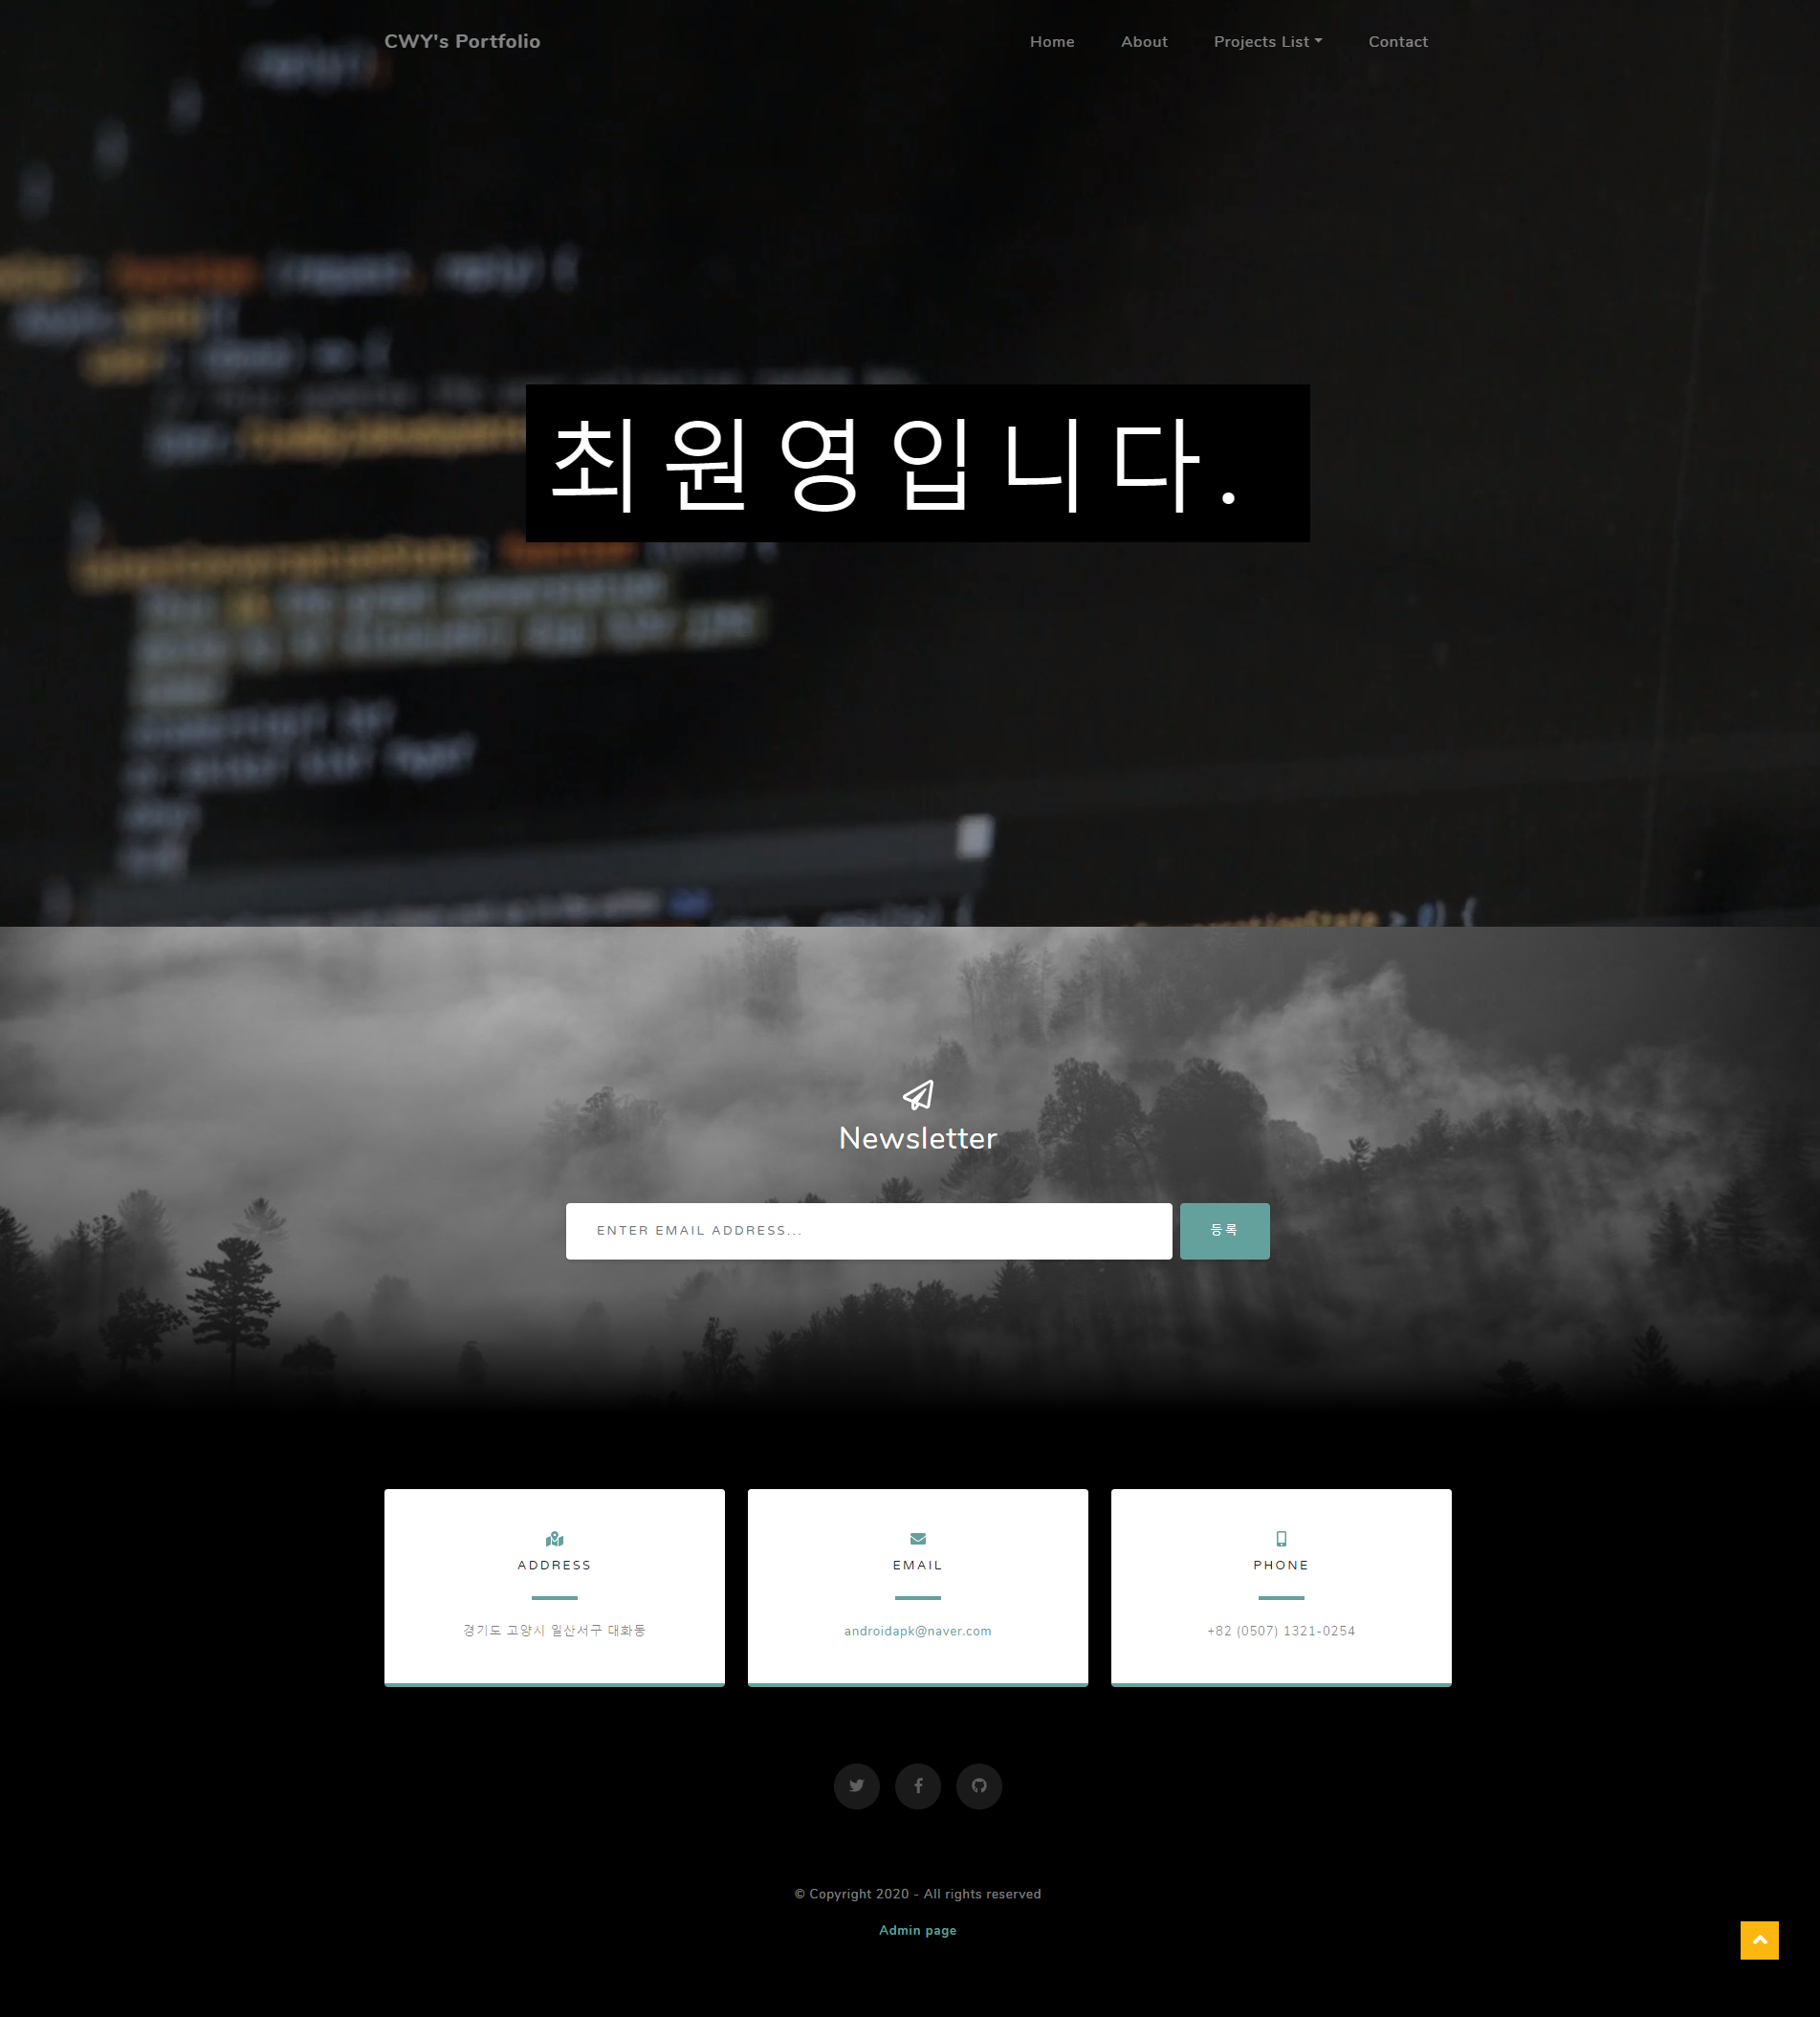 CWY's Portfolio
Home
About
Projects List
Contact
최원영입니다.
Newsletter
ENTER EMAIL ADDRESS...
등록
ADDRESS
경기도 고양시 일산서구 대화동
EMAIL
androidapk@naver.com
PHONE
+82 (0507) 1321-0254
© Copyright 2020 - All rights reserved
Admin page